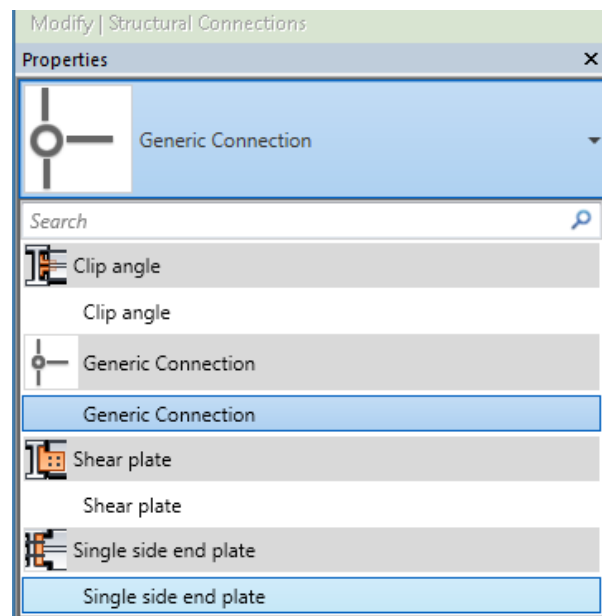 Modify | Structural Connections
Properties
Generic Connection
Search
Clip angle
Clip angle
Generic Connection
Generic Connection
Shear plate
Shear plate
Single side end plate
Single side end plate